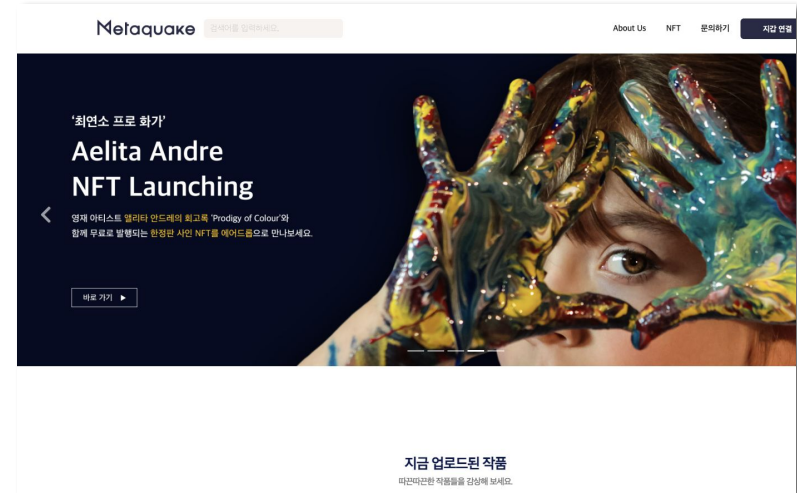 Metaquake
검색어를 입력하세요.
About Us
NFT
문의하기
지갑 연결
‘최연소 프로 화가’
Aelita Andre
NFT Launching
영재 아티스트 앨리타 안드레의 회고록 'Prodigy of Colour'와
함께 무료로 발행되는 한정판 사인 NFT를 에어드롭으로 만나보세요.
바로 가기 ▶
지금 업로드된 작품
따끈따끈한 작품들을 감상해 보세요.